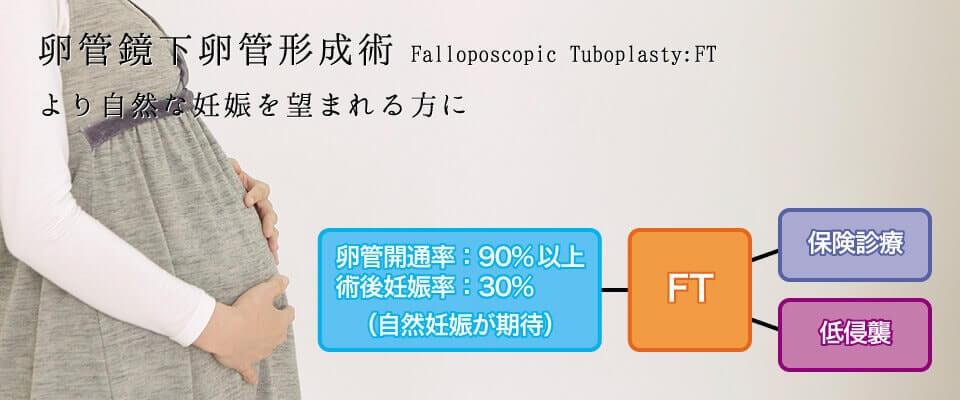 卵管鏡下卵管形成術 Falloposcopic Tuboplasty:FT
より自然な妊娠を望まれる方に
卵管開通率：90％以上
術後妊娠率：30％
（自然妊娠が期待）
FT
保険診療
低侵襲